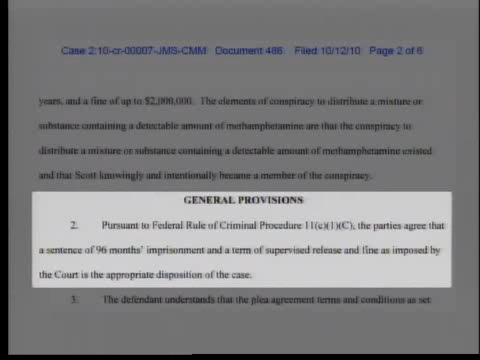 Case 2:10-cr-00007-JMS-CMM Document 486 Filed 10/12/10 Page 2 of 6
years, and a fine of up to $2,000,000. The elements of conspiracy to distribute a mixture or
substance containing a detectable amount of methamphetamine are that the conspiracy to
distribute a mixture or substance containing a detectable amount of methamphetamine existed
and that Scott knowingly and intentionally became a member of the conspiracy.
GENERAL PROVISIONS
2. Pursuant to Federal Rule of Criminal Procedure 11(c)(1)(C), the parties agree that
a sentence of 96 months' imprisonment and a term of supervised release and fine as imposed by
the Court is the appropriate disposition of the case.
3. The defendant understands that the plea agreement terms and conditions as set